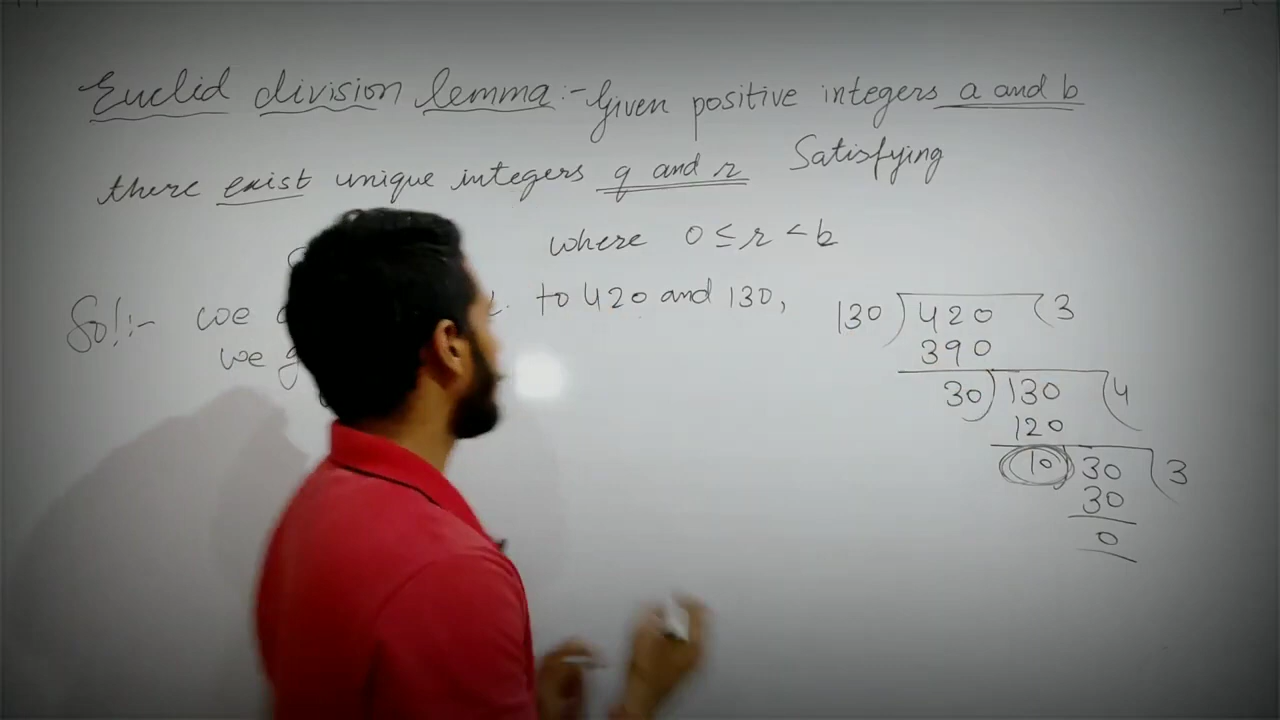 Euclid division lemma:- Given positive integers a and b
there exist unique integers q and r Satisfying
where 0 ≤ r < b
Sol:- we to 420 and 130,
we
130 ) 420 ( 3
390
30 ) 130 ( 4
120
10 ) 30 ( 3
30
0